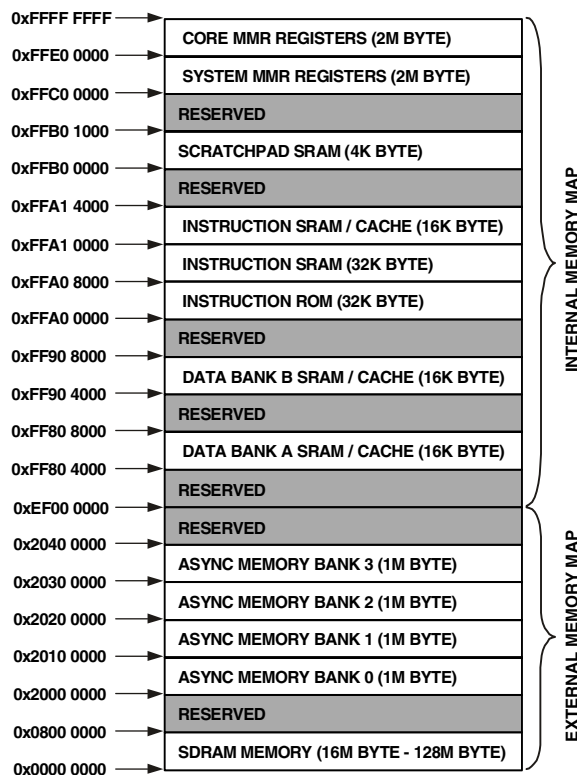 0xFFFF FFFF
CORE MMR REGISTERS (2M BYTE)
0xFFE0 0000
SYSTEM MMR REGISTERS (2M BYTE)
0xFFC0 0000
RESERVED
0xFFB0 1000
SCRATCHPAD SRAM (4K BYTE)
0xFFB0 0000
RESERVED
0xFFA1 4000
INSTRUCTION SRAM / CACHE (16K BYTE)
0xFFA1 0000
INSTRUCTION SRAM (32K BYTE)
0xFFA0 8000
INSTRUCTION ROM (32K BYTE)
0xFFA0 0000
RESERVED
0xFF90 8000
DATA BANK B SRAM / CACHE (16K BYTE)
0xFF90 4000
RESERVED
0xFF80 8000
DATA BANK A SRAM / CACHE (16K BYTE)
0xFF80 4000
RESERVED
0xEF00 0000
RESERVED
0x2040 0000
ASYNC MEMORY BANK 3 (1M BYTE)
0x2030 0000
ASYNC MEMORY BANK 2 (1M BYTE)
0x2020 0000
ASYNC MEMORY BANK 1 (1M BYTE)
0x2010 0000
ASYNC MEMORY BANK 0 (1M BYTE)
0x2000 0000
RESERVED
0x0800 0000
SDRAM MEMORY (16M BYTE - 128M BYTE)
0x0000 0000
INTERNAL MEMORY MAP
EXTERNAL MEMORY MAP